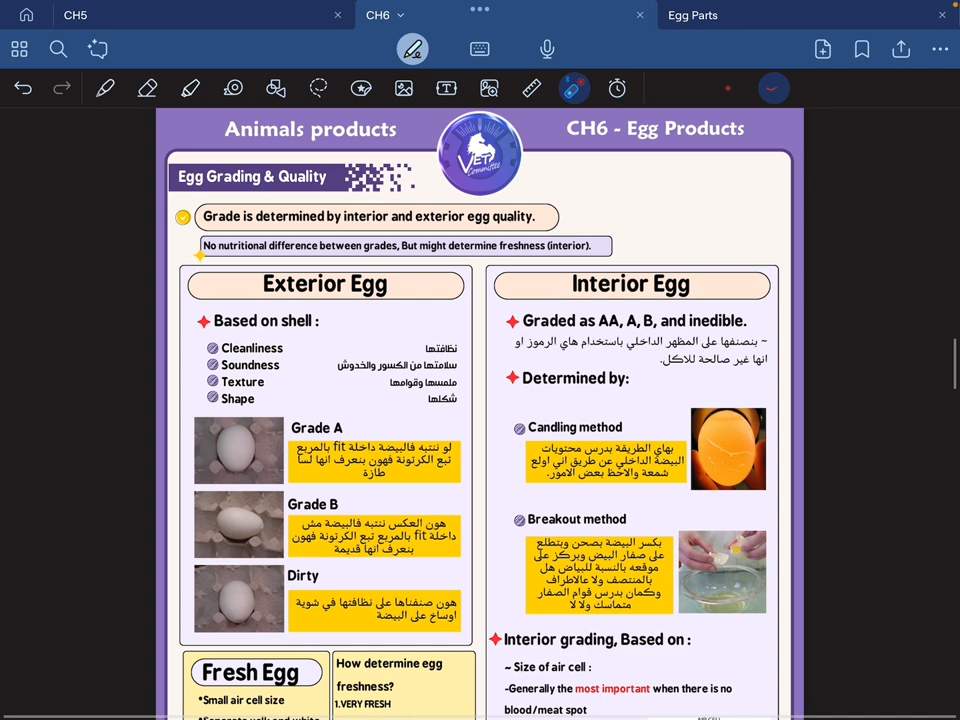 CH5
CH6
Egg Parts
Animals products
CH6 - Egg Products
VET
Committee
Egg Grading & Quality
Grade is determined by interior and exterior egg quality.
No nutritional difference between grades, But might determine freshness (interior).
Exterior Egg
Based on shell :
Cleanliness نظافتها
Soundness سلامتها من الكسور والخدوش
Texture ملمسها وقوامها
Shape شكلها
Grade A
لو ننتبه فالبيضة داخلة fit بالمربع
تبع الكرتونة فهون بنعرف انها لسا
طازة
Grade B
هون العكس ننتبه فالبيضة مش
داخلة fit بالمربع تبع الكرتونة فهون
بنعرف انها قديمة
Dirty
هون صنفناها على نظافتها في شوية
اوساخ على البيضة
Fresh Egg
*Small air cell size
How determine egg
freshness?
1.VERY FRESH
Interior Egg
Graded as AA, A, B, and inedible.
~ بنصنفها على المظهر الداخلي باستخدام هاي الرموز او
انها غير صالحة للاكل.
Determined by:
Candling method
بهاي الطريقة بدرس محتويات
البيضة الداخلي عن طريق اني اولع
شمعة والاحظ بعض الامور.
Breakout method
بكسر البيضة بصحن وبتطلع
على صفار البيض وبركز على
موقعه بالنسبة للبياض هل
بالمنتصف ولا عالاطراف
وكمان بدرس قوام الصفار
متماسك ولا لا
Interior grading, Based on :
~ Size of air cell :
-Generally the most important when there is no
blood/meat spot